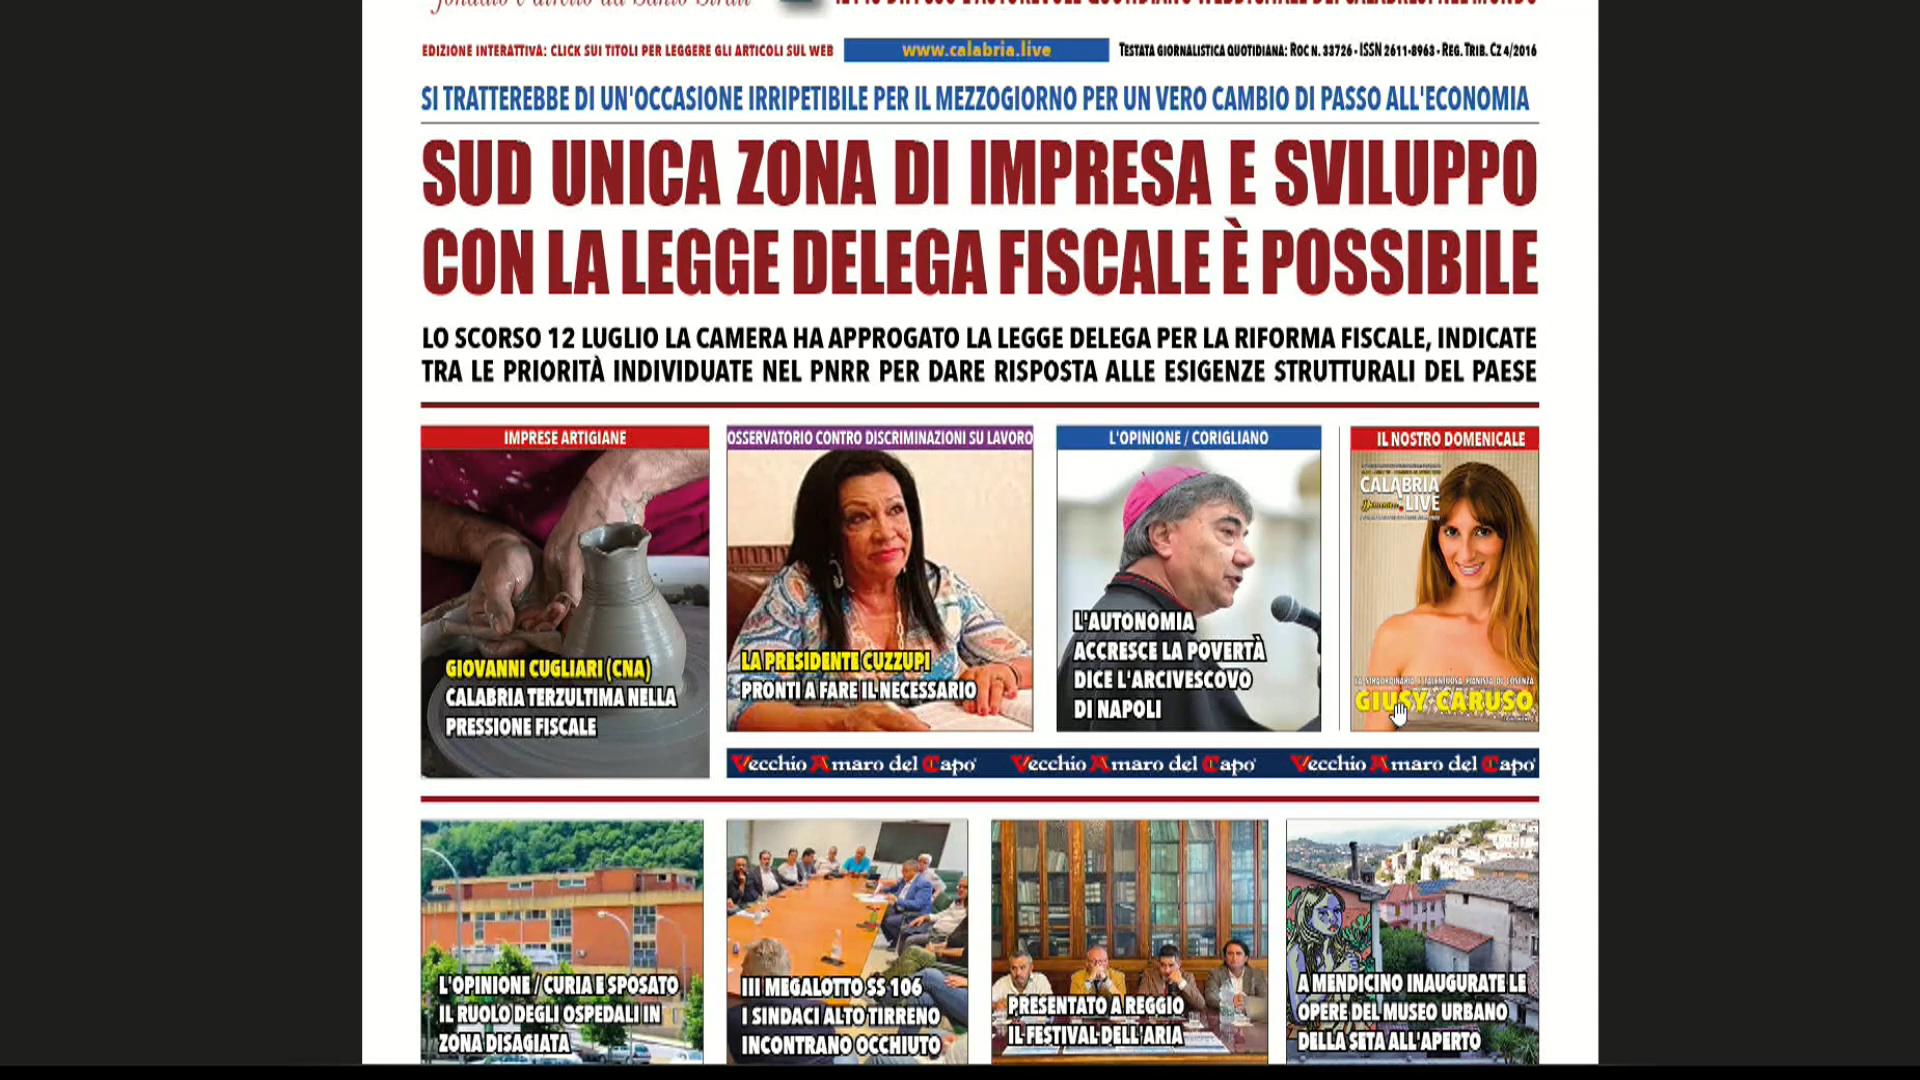 EDIZIONE INTERATTIVA: CLICK SUI TITOLI PER LEGGERE GLI ARTICOLI SUL WEB
www.calabria.live
TESTATA GIORNALISTICA QUOTIDIANA: ROC N. 33726 - ISSN 2611-8963 - REG. TRIB. CZ 4/2016
SI TRATTEREBBE DI UN'OCCASIONE IRRIPETIBILE PER IL MEZZOGIORNO PER UN VERO CAMBIO DI PASSO ALL'ECONOMIA
SUD UNICA ZONA DI IMPRESA E SVILUPPO
CON LA LEGGE DELEGA FISCALE È POSSIBILE
LO SCORSO 12 LUGLIO LA CAMERA HA APPROGATO LA LEGGE DELEGA PER LA RIFORMA FISCALE, INDICATE
TRA LE PRIORITÀ INDIVIDUATE NEL PNRR PER DARE RISPOSTA ALLE ESIGENZE STRUTTURALI DEL PAESE
IMPRESE ARTIGIANE
GIOVANNI CUGLIARI (CNA)
CALABRIA TERZULTIMA NELLA
PRESSIONE FISCALE
OSSERVATORIO CONTRO DISCRIMINAZIONI SU LAVORO
LA PRESIDENTE CUZZUPI
PRONTI A FARE IL NECESSARIO
L'OPINIONE / CORIGLIANO
L'AUTONOMIA
ACCRESCE LA POVERTÀ
DICE L'ARCIVESCOVO
DI NAPOLI
IL NOSTRO DOMENICALE
CALABRIA
.LIVE
LA STRAORDINARIA E TALENTUOSA PIANISTA DI COSENZA
GIUSY CARUSO
Vecchio Amaro del Capo Vecchio Amaro del Capo Vecchio Amaro del Capo
L'OPINIONE / CURIA E SPOSATO
IL RUOLO DEGLI OSPEDALI IN
ZONA DISAGIATA
III MEGALOTTO SS 106
I SINDACI ALTO TIRRENO
INCONTRANO OCCHIUTO
PRESENTATO A REGGIO
IL FESTIVAL DELL'ARIA
A MENDICINO INAUGURATE LE
OPERE DEL MUSEO URBANO
DELLA SETA ALL'APERTO